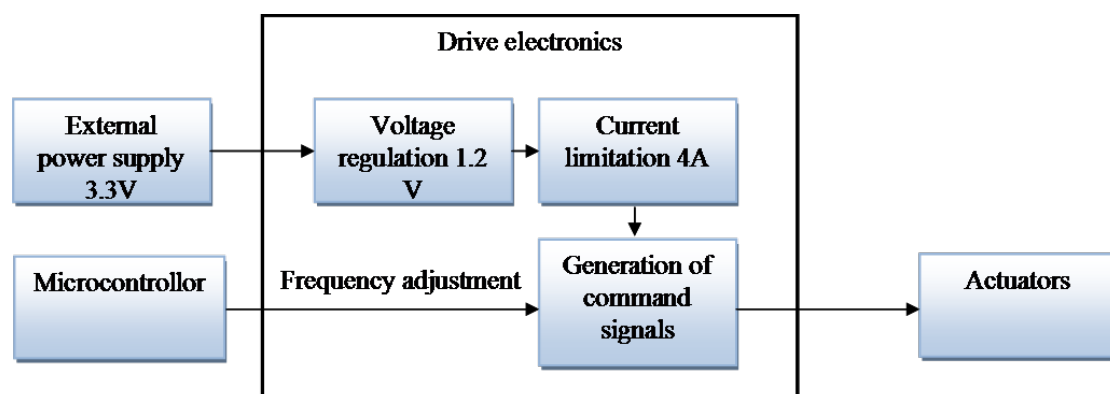 Drive electronics
External
power supply
3.3V
Voltage
regulation 1.2
V
Current
limitation 4A
Microcontrollor
Frequency adjustment
Generation of
command
signals
Actuators